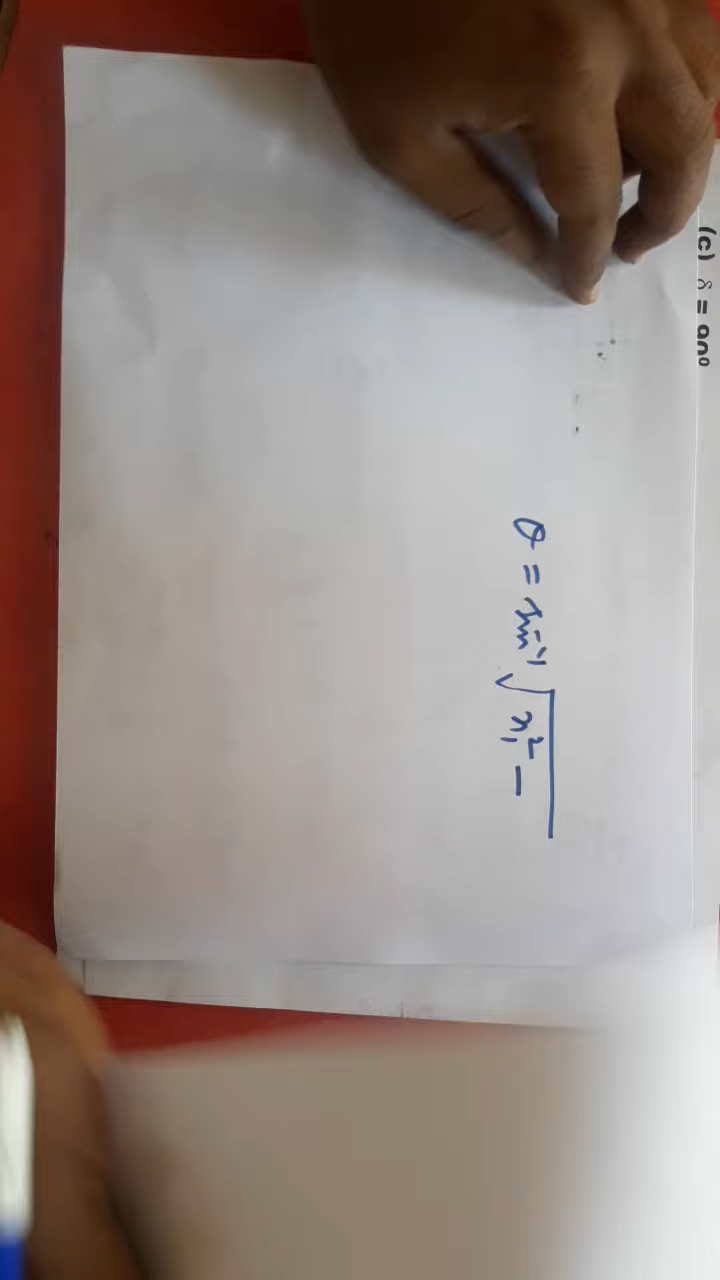 (c) δ = 90°
θ = sin⁻¹ √(n₁² −